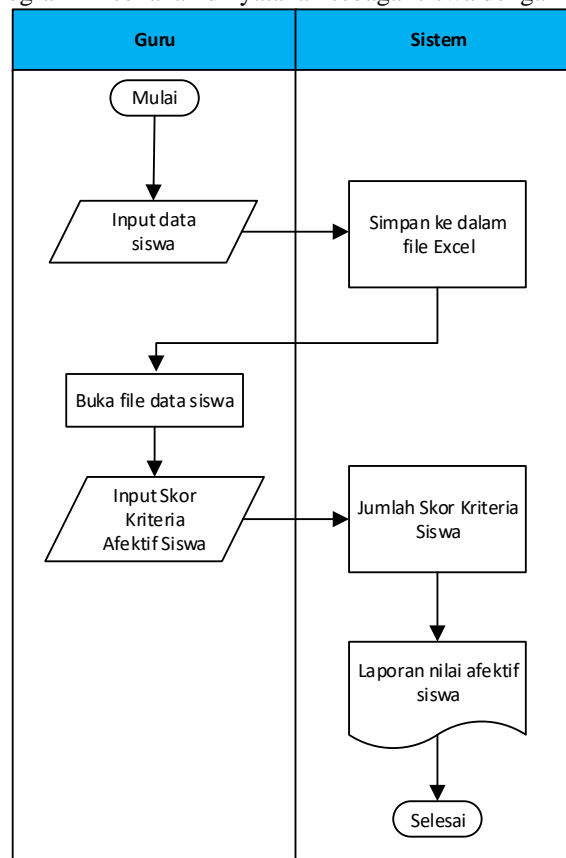 Guru
Sistem
Mulai
Input data
siswa
Simpan ke dalam
file Excel
Buka file data siswa
Input Skor
Kriteria
Afektif Siswa
Jumlah Skor Kriteria
Siswa
Laporan nilai afektif
siswa
Selesai